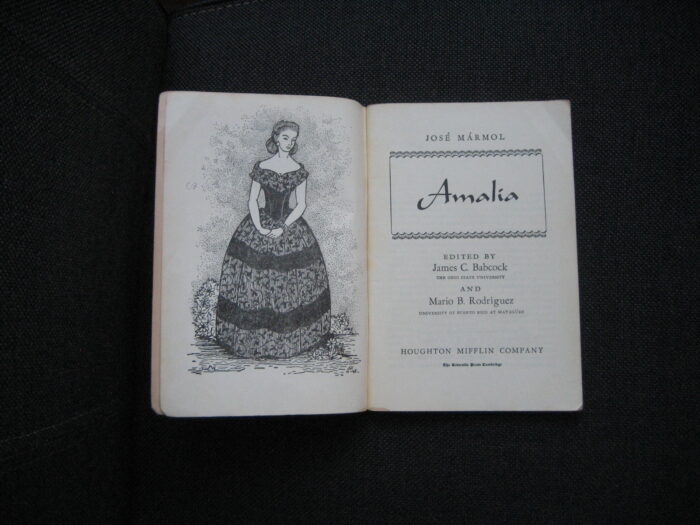 JOSÉ MÁRMOL
Amalia
EDITED BY
James C. Babcock
THE OHIO STATE UNIVERSITY
AND
Mario B. Rodríguez
UNIVERSITY OF PUERTO RICO AT MAYAGÜEZ
HOUGHTON MIFFLIN COMPANY
The Riverside Press Cambridge